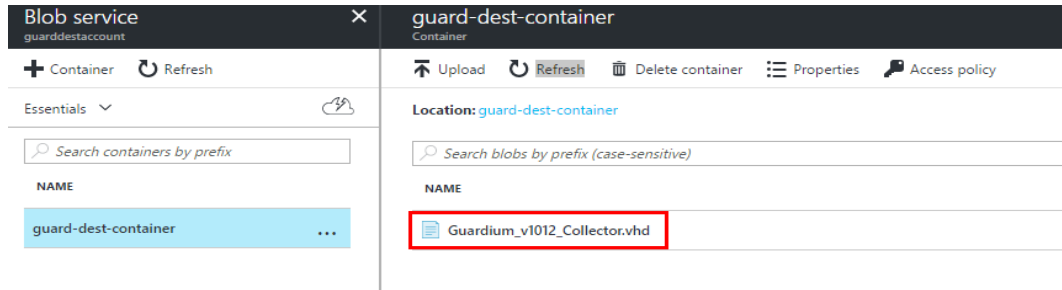 Blob service
guarddestaccount
Container
Refresh
Essentials
Search containers by prefix
NAME
guard-dest-container
guard-dest-container
Container
Upload
Refresh
Delete container
Properties
Access policy
Location: guard-dest-container
Search blobs by prefix (case-sensitive)
NAME
Guardium_v1012_Collector.vhd